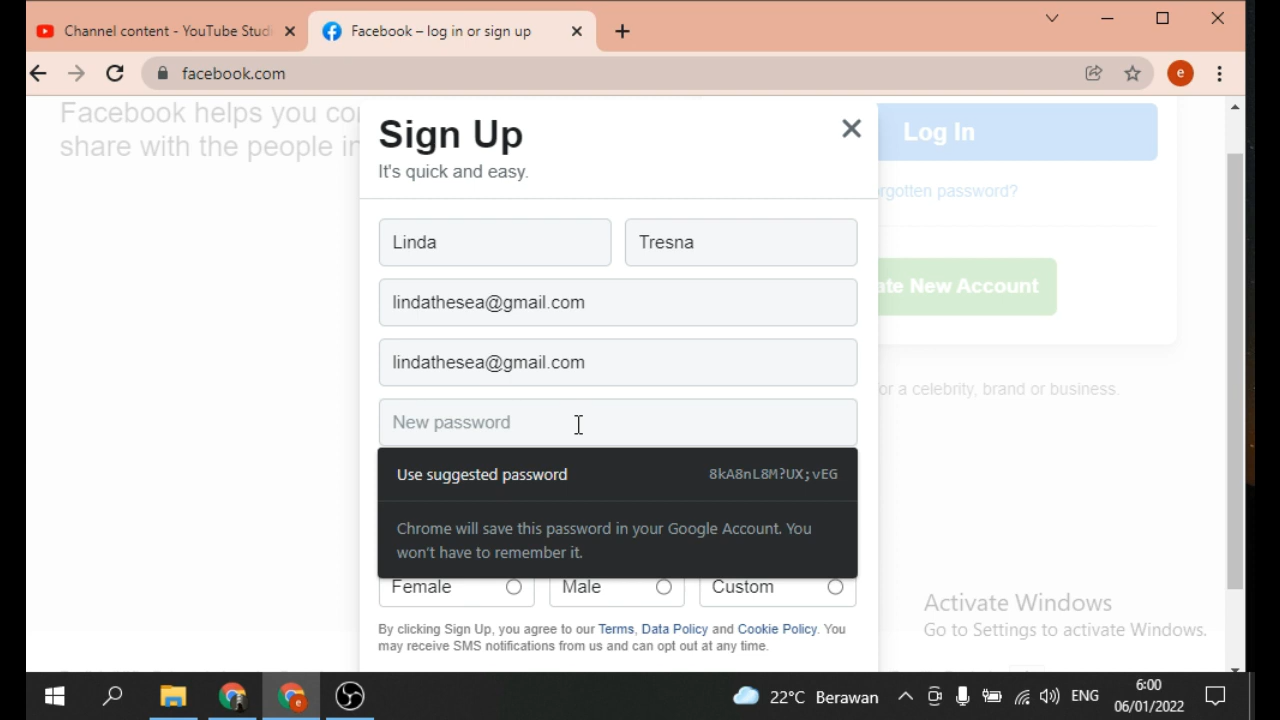 Channel content - YouTube Studi
Facebook – log in or sign up
facebook.com
e
Facebook helps you co
share with the people in
Sign Up
It's quick and easy.
Log In
rgotten password?
Linda
Tresna
lindathesea@gmail.com
ate New Account
lindathesea@gmail.com
or a celebrity, brand or business.
New password
Use suggested password
8kA8nL8M?UX;vEG
Chrome will save this password in your Google Account. You
won't have to remember it.
Female
Male
Custom
By clicking Sign Up, you agree to our Terms, Data Policy and Cookie Policy. You
may receive SMS notifications from us and can opt out at any time.
Activate Windows
Go to Settings to activate Windows.
22°C Berawan
ENG
6:00
06/01/2022